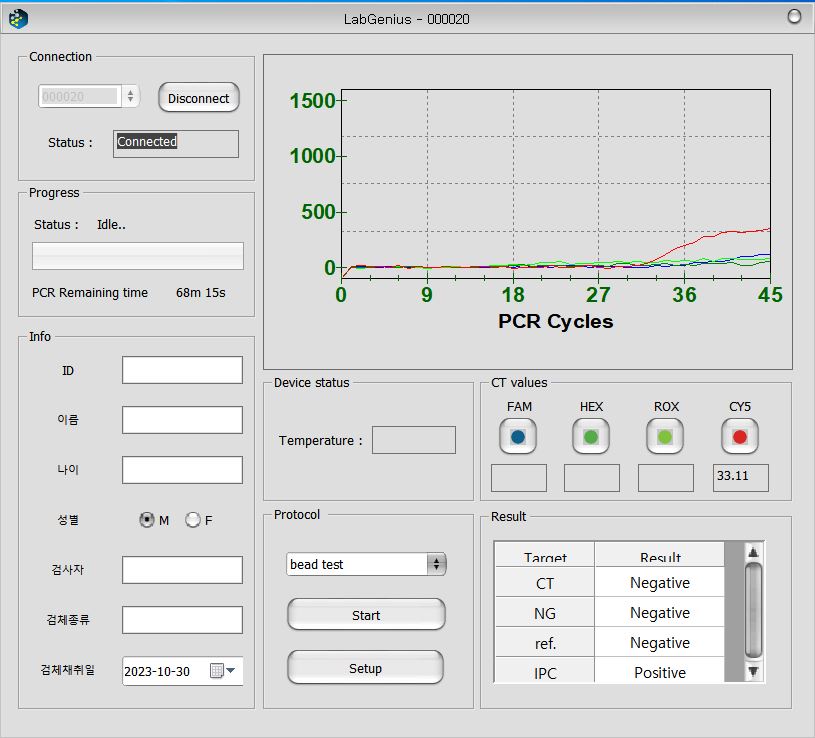 LabGenius - 000020
Connection
000020
Disconnect
Status :
Connected
Progress
Status : Idle..
PCR Remaining time 68m 15s
Info
ID
이름
나이
성별
M
F
검사자
검체종류
검체채취일
2023-10-30
1500
1000
500
0
0 9 18 27 36 45
PCR Cycles
Device status
Temperature :
CT values
FAM HEX ROX CY5
33.11
Protocol
bead test
Start
Setup
Result
Target Result
CT Negative
NG Negative
ref. Negative
IPC Positive